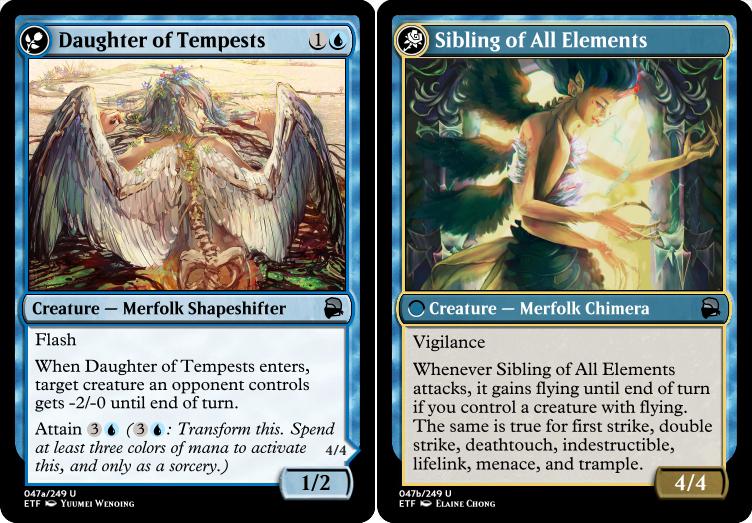 Daughter of Tempests 1
Creature — Merfolk Shapeshifter
Flash
When Daughter of Tempests enters,
target creature an opponent controls
gets -2/-0 until end of turn.
Attain 3 (3 : Transform this. Spend
at least three colors of mana to activate
this, and only as a sorcery.)
4/4
1/2
047a/249 U
ETF YUUMEI WENOING
Sibling of All Elements
Creature — Merfolk Chimera
Vigilance
Whenever Sibling of All Elements
attacks, it gains flying until end of turn
if you control a creature with flying.
The same is true for first strike, double
strike, deathtouch, indestructible,
lifelink, menace, and trample.
4/4
047b/249 U
ETF ELAINE CHONG